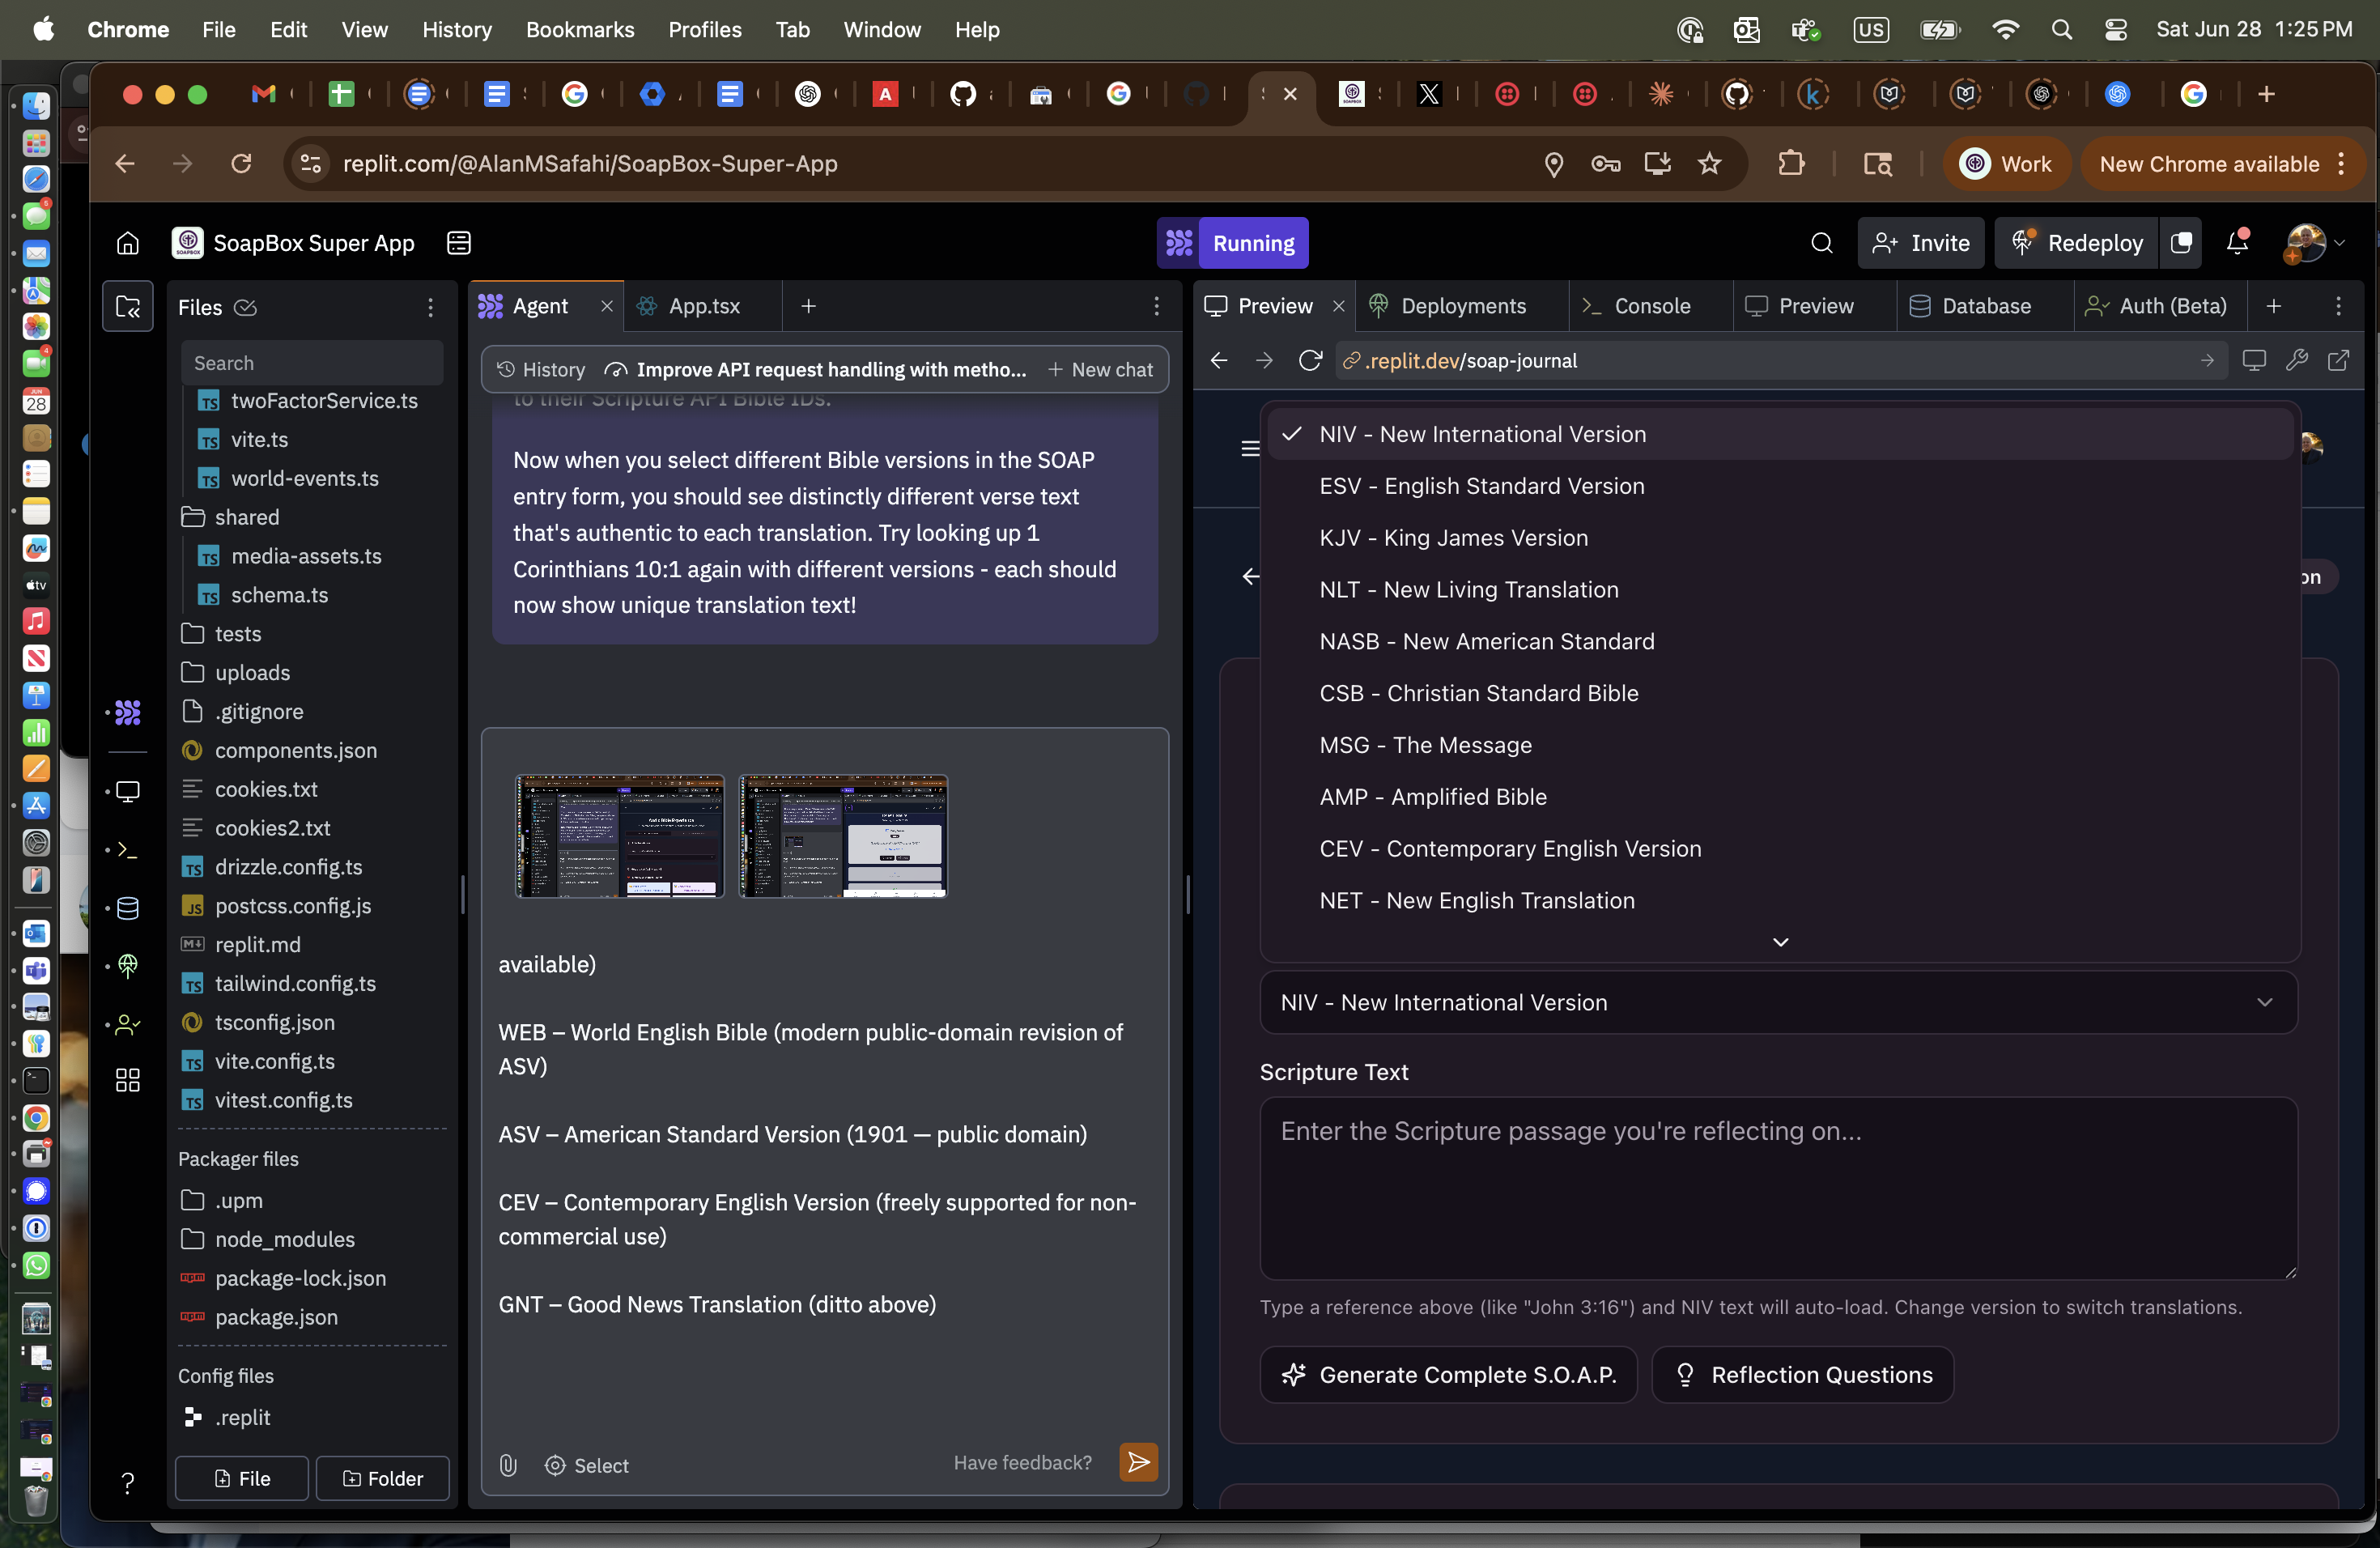 Chrome File Edit View History Bookmarks Profiles Tab Window Help
US
Sat Jun 28 1:25 PM
replit.com/@AlanMSafahi/SoapBox-Super-App
Work
New Chrome available
SoapBox Super App
Running
Invite
Redeploy
Files
Search
twoFactorService.ts
vite.ts
world-events.ts
shared
media-assets.ts
schema.ts
tests
uploads
.gitignore
components.json
cookies.txt
cookies2.txt
drizzle.config.ts
postcss.config.js
replit.md
tailwind.config.ts
tsconfig.json
vite.config.ts
vitest.config.ts
Packager files
.upm
node_modules
package-lock.json
package.json
Config files
.replit
File
Folder
Agent
App.tsx
History
Improve API request handling with metho...
New chat
to their Scripture API Bible IDs.
Now when you select different Bible versions in the SOAP
entry form, you should see distinctly different verse text
that's authentic to each translation. Try looking up 1
Corinthians 10:1 again with different versions - each should
now show unique translation text!
available)
WEB – World English Bible (modern public-domain revision of
ASV)
ASV – American Standard Version (1901 — public domain)
CEV – Contemporary English Version (freely supported for non-
commercial use)
GNT – Good News Translation (ditto above)
Select
Have feedback?
Preview
Deployments
Console
Preview
Database
Auth (Beta)
.replit.dev/soap-journal
NIV - New International Version
ESV - English Standard Version
KJV - King James Version
NLT - New Living Translation
NASB - New American Standard
CSB - Christian Standard Bible
MSG - The Message
AMP - Amplified Bible
CEV - Contemporary English Version
NET - New English Translation
on
NIV - New International Version
Scripture Text
Enter the Scripture passage you're reflecting on...
Type a reference above (like "John 3:16") and NIV text will auto-load. Change version to switch translations.
Generate Complete S.O.A.P.
Reflection Questions